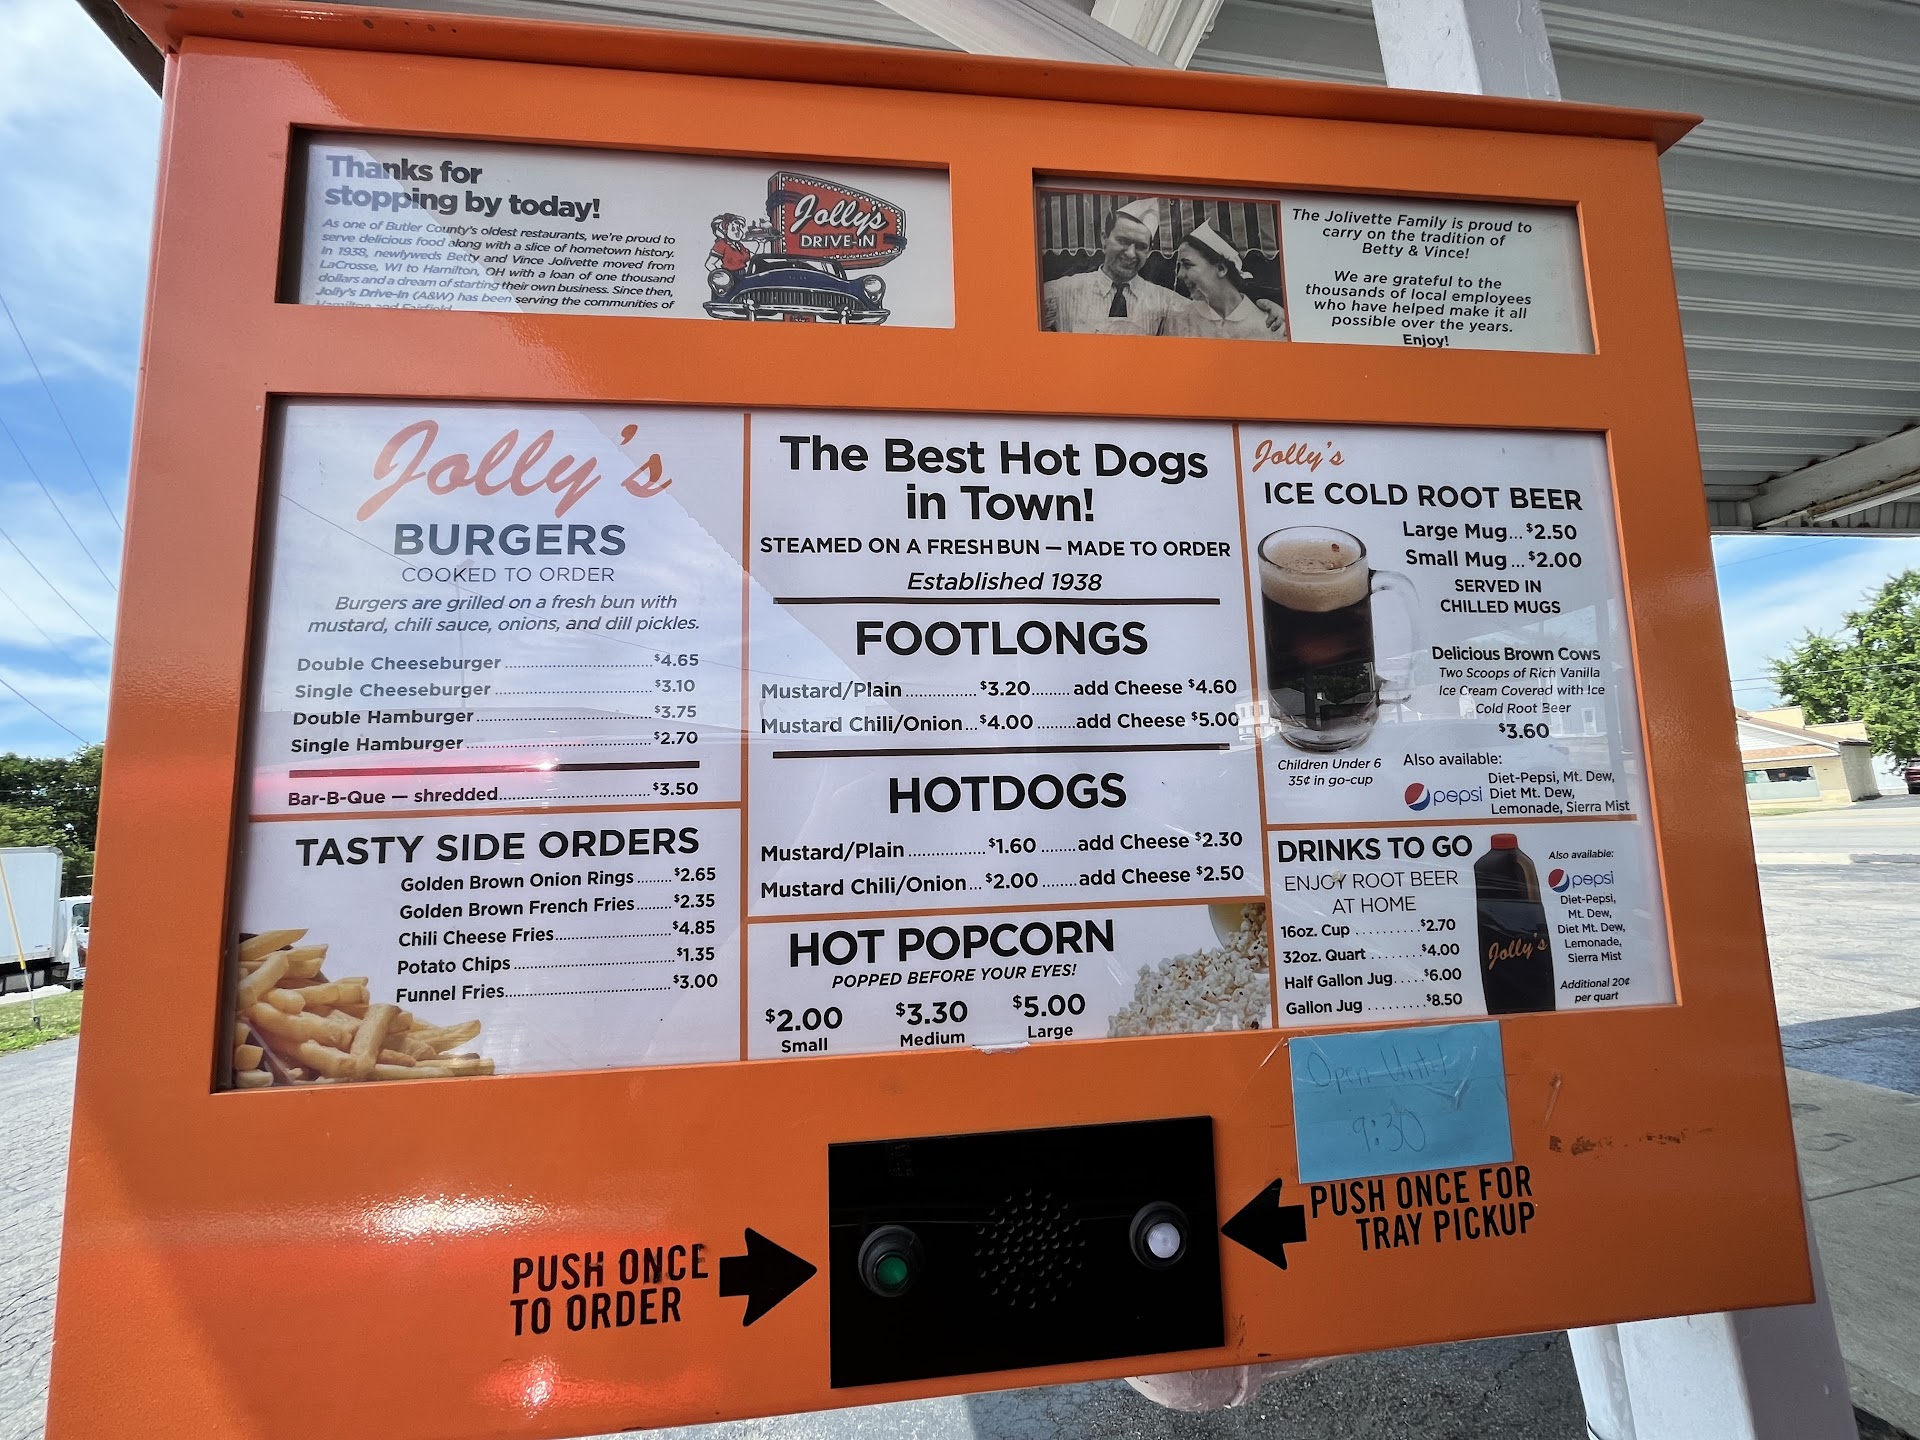 Thanks for
stopping by today!
As one of Butler County's oldest restaurants, we're proud to
serve delicious food along with a slice of hometown history.
In 1938, newlyweds Betty and Vince Jolivette moved from
LaCrosse, WI to Hamilton, OH with a loan of one thousand
dollars and a dream of starting their own business. Since then,
Jolly's Drive-In (A&W) has been serving the communities of
Hamilton and Fairfield.
Jolly's
DRIVE-IN
The Jolivette Family is proud to
carry on the tradition of
Betty & Vince!
We are grateful to the
thousands of local employees
who have helped make it all
possible over the years.
Enjoy!
Jolly's
BURGERS
COOKED TO ORDER
Burgers are grilled on a fresh bun with
mustard, chili sauce, onions, and dill pickles.
Double Cheeseburger $4.65
Single Cheeseburger $3.10
Double Hamburger $3.75
Single Hamburger $2.70
Bar-B-Que — shredded $3.50
TASTY SIDE ORDERS
Golden Brown Onion Rings $2.65
Golden Brown French Fries $2.35
Chili Cheese Fries $4.85
Potato Chips $1.35
Funnel Fries $3.00
The Best Hot Dogs
in Town!
STEAMED ON A FRESH BUN — MADE TO ORDER
Established 1938
FOOTLONGS
Mustard/Plain $3.20 add Cheese $4.60
Mustard Chili/Onion $4.00 add Cheese $5.00
HOTDOGS
Mustard/Plain $1.60 add Cheese $2.30
Mustard Chili/Onion $2.00 add Cheese $2.50
HOT POPCORN
POPPED BEFORE YOUR EYES!
$2.00 $3.30 $5.00
Small Medium Large
Jolly's
ICE COLD ROOT BEER
Large Mug $2.50
Small Mug $2.00
SERVED IN
CHILLED MUGS
Delicious Brown Cows
Two Scoops of Rich Vanilla
Ice Cream Covered with Ice
Cold Root Beer
$3.60
Children Under 6
35¢ in go-cup
Also available:
pepsi
Diet-Pepsi, Mt. Dew,
Diet Mt. Dew,
Lemonade, Sierra Mist
DRINKS TO GO
ENJOY ROOT BEER
AT HOME
16oz. Cup $2.70
32oz. Quart $4.00
Half Gallon Jug $6.00
Gallon Jug $8.50
Jolly's
Also available:
pepsi
Diet-Pepsi,
Mt. Dew,
Diet Mt. Dew,
Lemonade,
Sierra Mist
Additional 20¢
per quart
Open Until
9:30
PUSH ONCE
TO ORDER
PUSH ONCE FOR
TRAY PICKUP